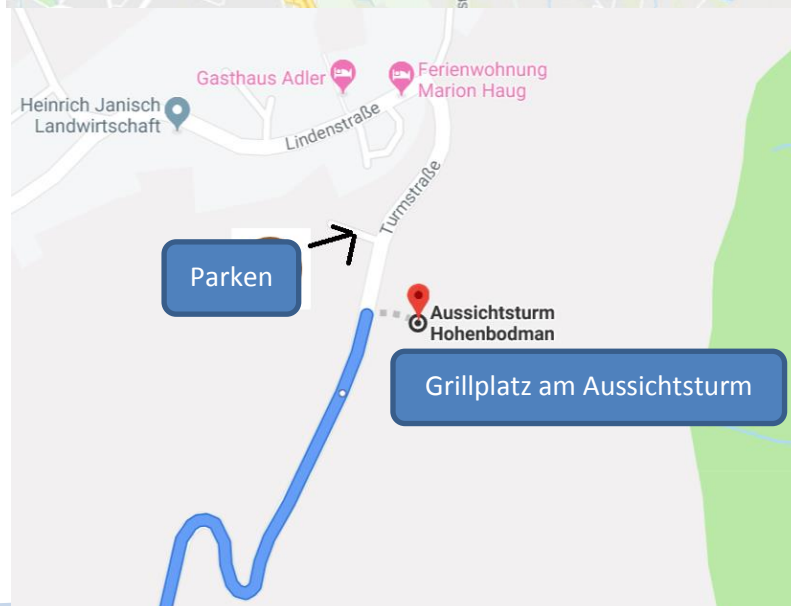 Gasthaus Adler
Ferienwohnung
Marion Haug
Heinrich Janisch
Landwirtschaft
Lindenstraße
Turmstraße
Parken
Aussichtsturm
Hohenbodman
Grillplatz am Aussichtsturm